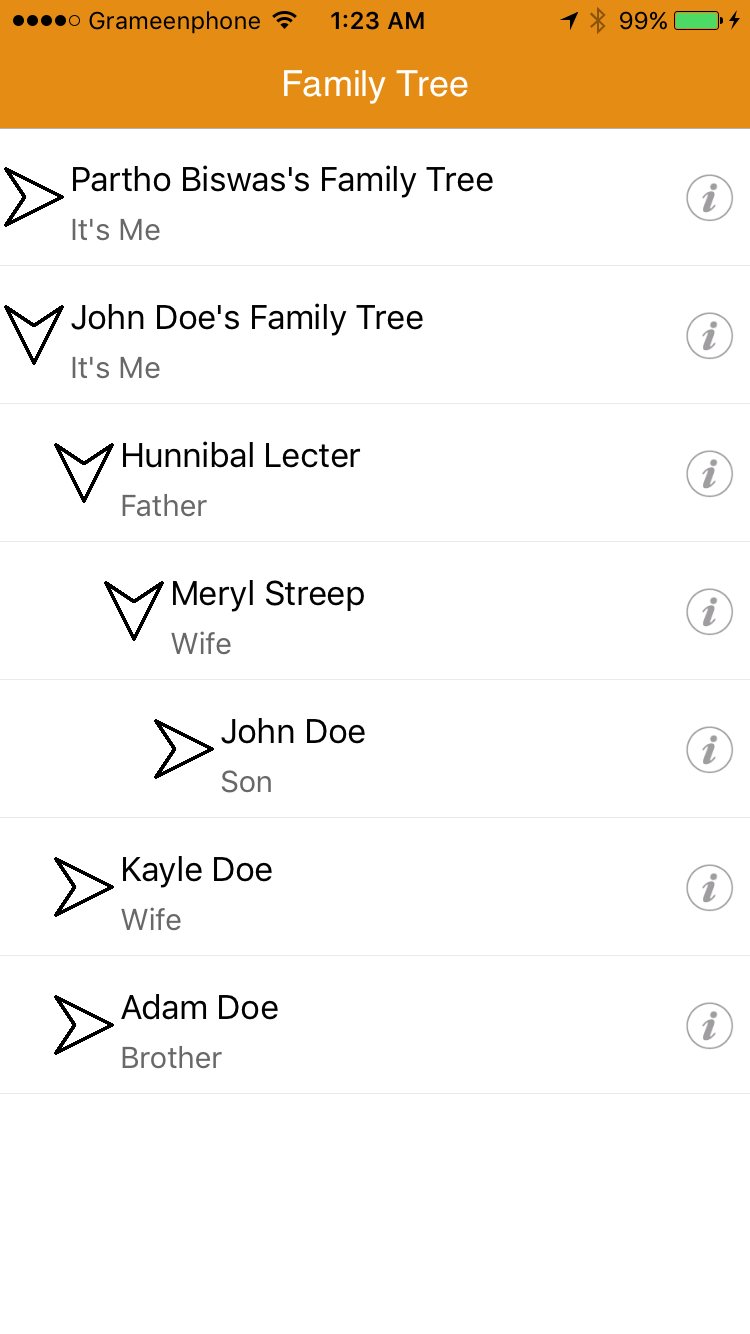 Grameenphone 1:23 AM 99%
Family Tree
Partho Biswas's Family Tree
It's Me
John Doe's Family Tree
It's Me
Hunnibal Lecter
Father
Meryl Streep
Wife
John Doe
Son
Kayle Doe
Wife
Adam Doe
Brother